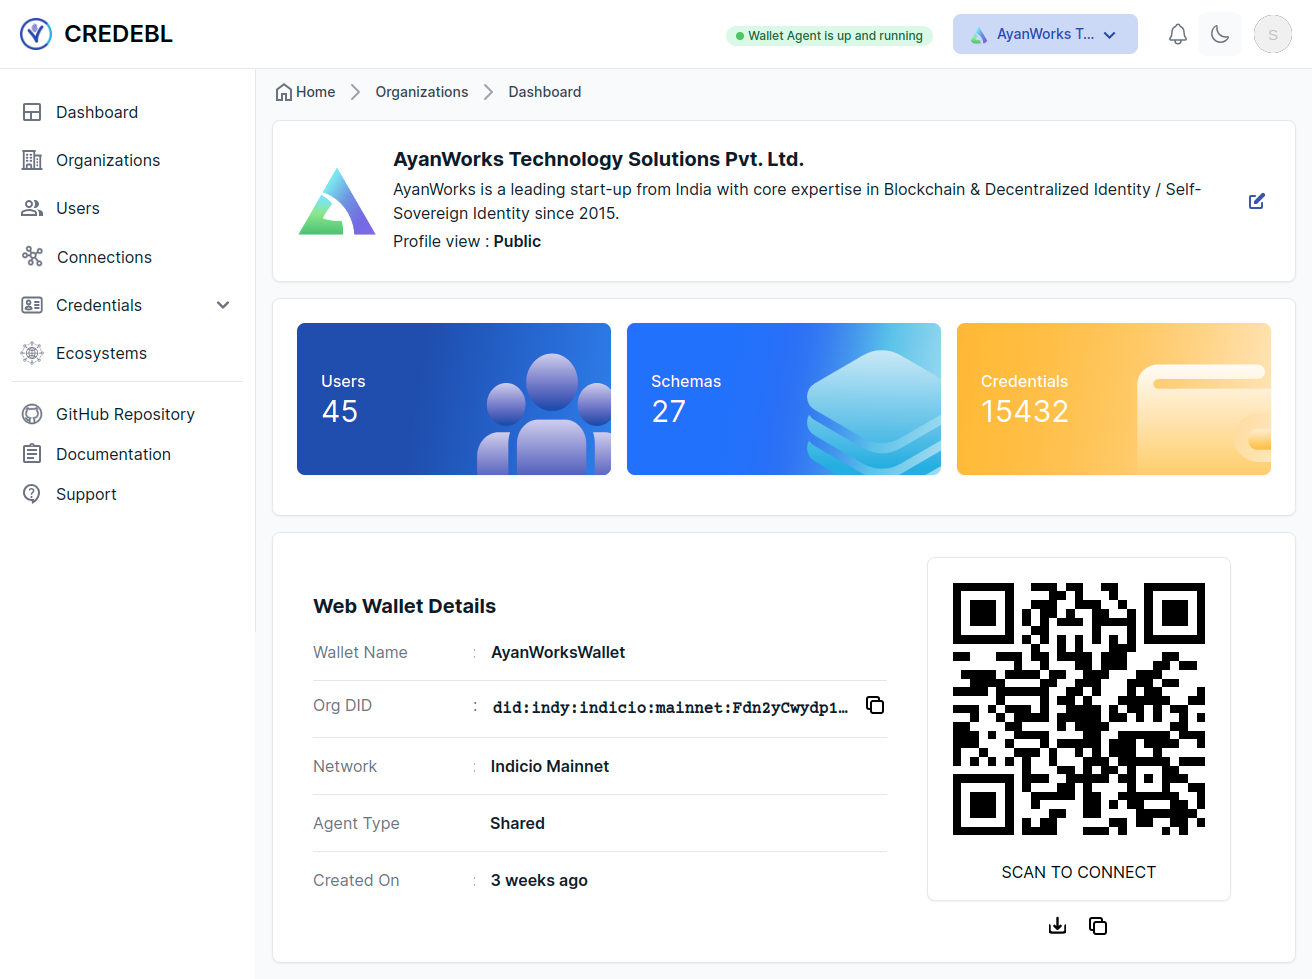 CREDEBL
Wallet Agent is up and running
AyanWorks T...
S
Dashboard
Organizations
Users
Connections
Credentials
Ecosystems
GitHub Repository
Documentation
Support
Home
Organizations
Dashboard
AyanWorks Technology Solutions Pvt. Ltd.
AyanWorks is a leading start-up from India with core expertise in Blockchain & Decentralized Identity / Self-
Sovereign Identity since 2015.
Profile view : Public
Users
45
Schemas
27
Credentials
15432
Web Wallet Details
Wallet Name : AyanWorksWallet
Org DID : did:indy:indicio:mainnet:Fdn2yCwydp1...
Network : Indicio Mainnet
Agent Type : Shared
Created On : 3 weeks ago
SCAN TO CONNECT